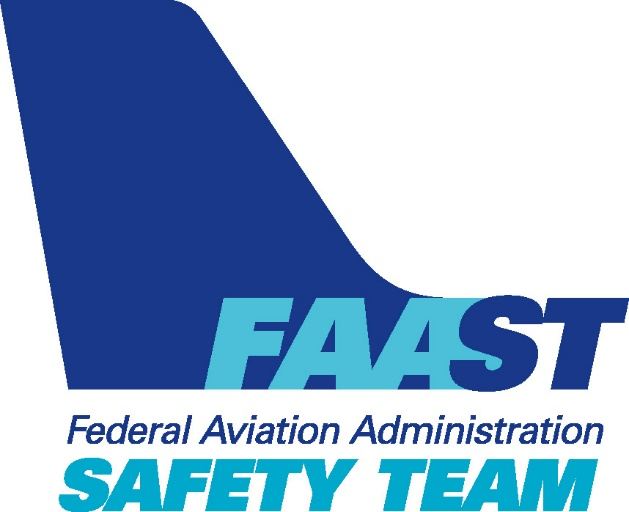 FAAST
Federal Aviation Administration
SAFETY TEAM